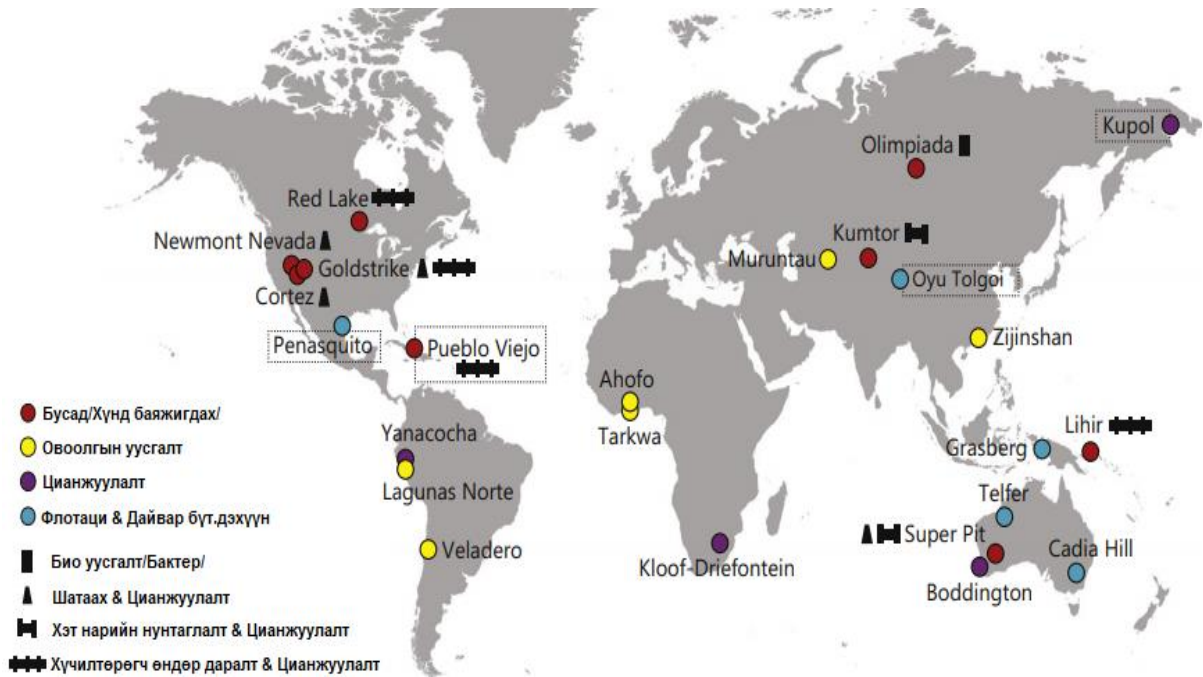 Kupol
Olimpiada
Red Lake
Kumtor
Newmont Nevada
Muruntau
Goldstrike
Oyu Tolgoi
Cortez
Penasquito
Pueblo Viejo
Zijinshan
Ahofo
Tarkwa
Lihir
Grasberg
Yanacocha
Lagunas Norte
Telfer
Super Pit
Cadia Hill
Veladero
Kloof-Driefontein
Boddington
Бусад/Хүнд баяжигдах/
Овоолгын уусгалт
Цианжуулалт
Флотаци & Дайвар бүт.дэхүүн
Био уусгалт/Бактер/
Шатаах & Цианжуулалт
Хэт нарийн нунтаглалт & Цианжуулалт
Хүчилтөрөгч өндөр даралт & Цианжуулалт